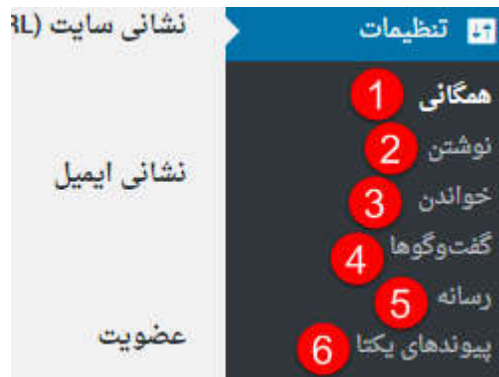 تنظیمات
همگانی 1
نوشتن 2
خواندن 3
گفت‌وگوها 4
رسانه 5
پیوندهای یکتا 6
نشانی سایت (RL
نشانی ایمیل
عضویت